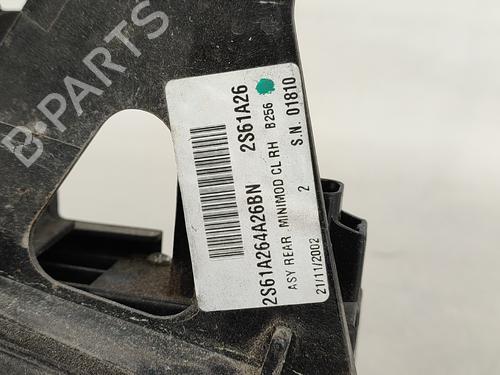 B-PARTS
2S61A26
2S61A264A26BN
ASY REAR - MINIMOD CL RH B256
21/11/2002 2 S.N. 01810